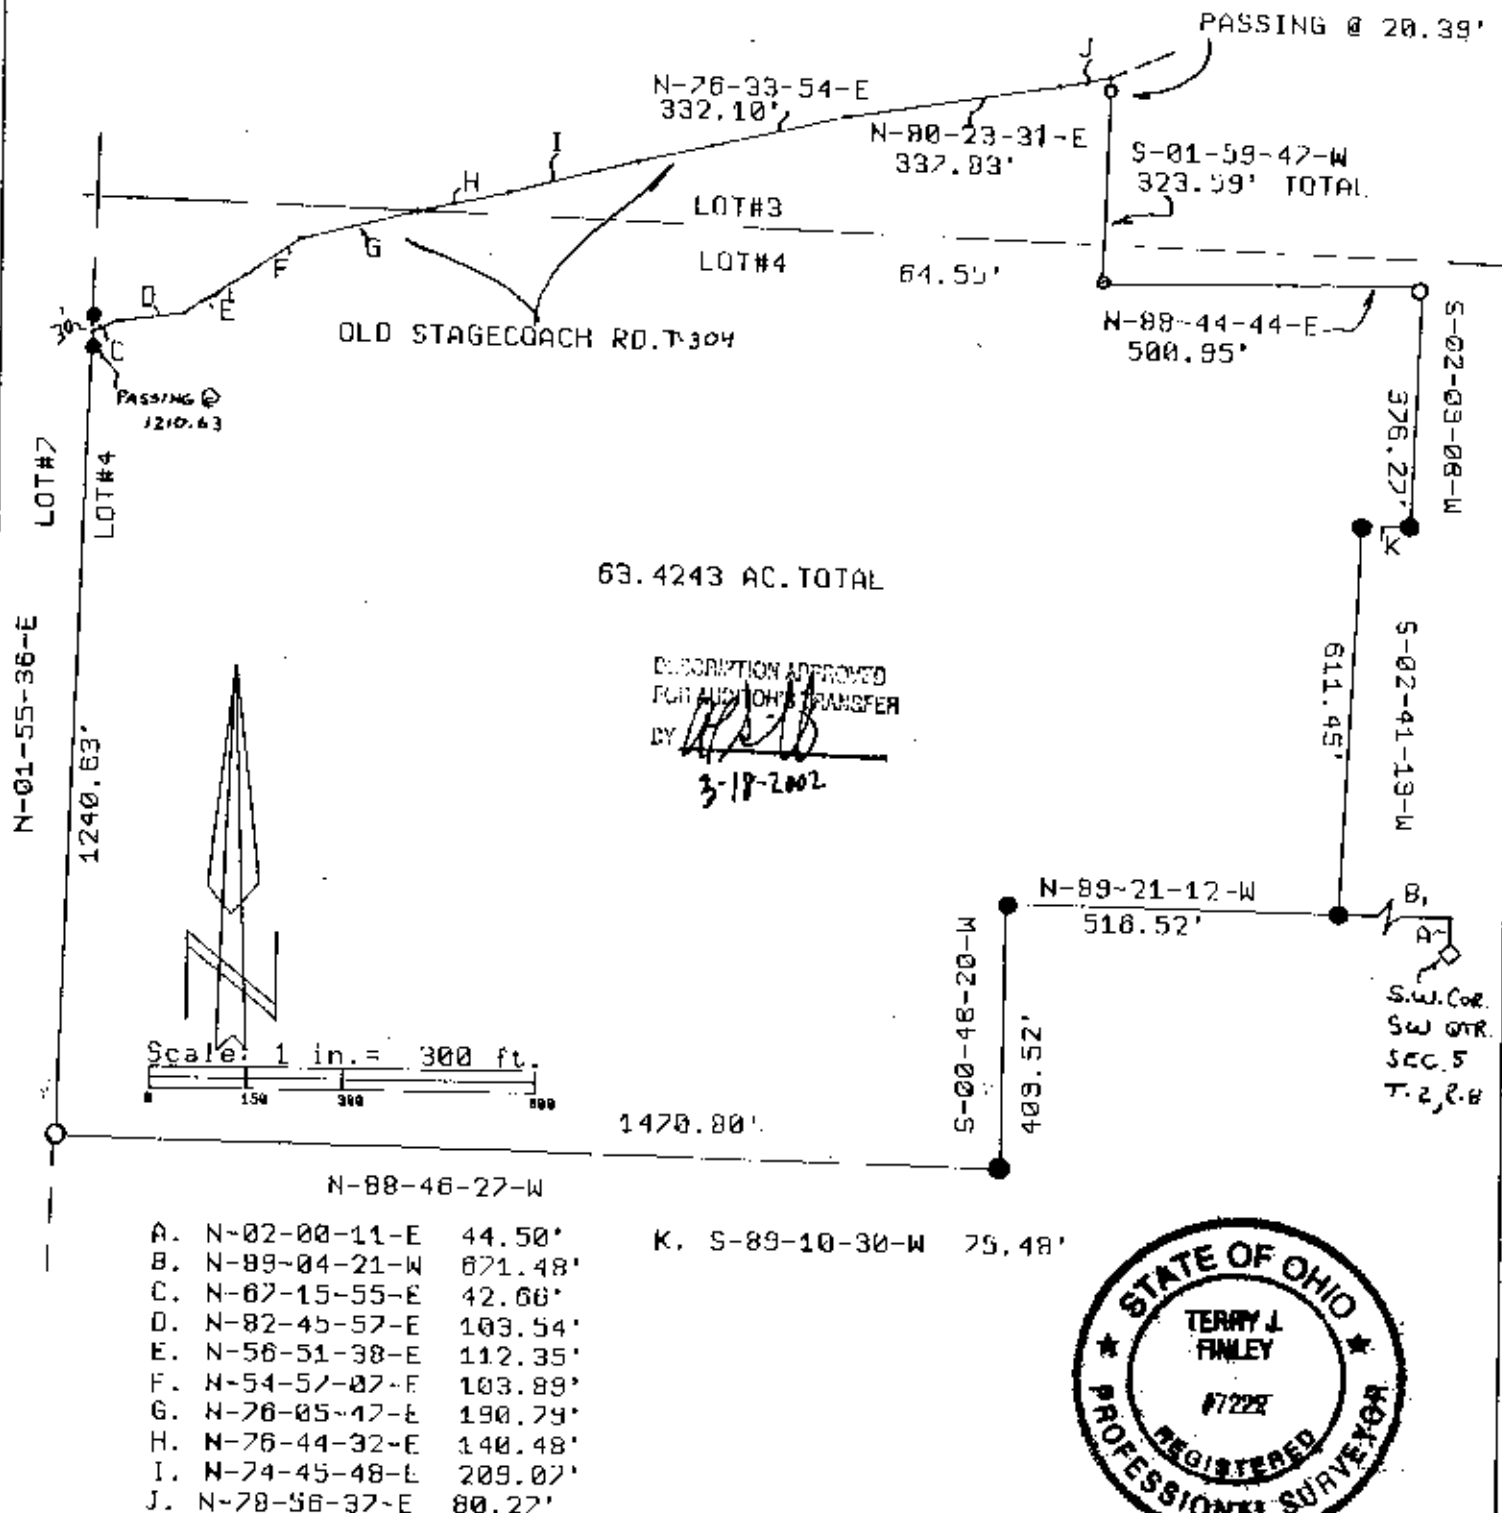 PASSING @ 20.39'
J
N-76-33-54-E
332.10'
N-80-23-31-E
337.83'
I
H
S-01-59-47-W
323.59' TOTAL
LOT#3
LOT#4
64.55'
G
F
E
D
C
30'
OLD STAGECOACH RD. T-304
N-88-44-44-E
500.95'
S-02-03-08-W
376.27'
PASSING @
1210.63
LOT#7
LOT#4
K
63.4243 AC. TOTAL
N-01-55-36-E
1240.63'
DESCRIPTION APPROVED
FOR AUDITOR'S TRANSFER
BY
3-18-2002
S-02-41-13-W
611.45'
N-89-21-12-W
518.52'
B
A
S.W. COR.
SW QTR.
SEC. 5
T.2, R.8
S-00-48-20-W
409.52'
Scale: 1 in.= 300 ft.
0 150 300 600
1470.80'
N-88-46-27-W
A. N-02-00-11-E 44.50'
B. N-89-04-21-W 671.48'
C. N-67-15-55-E 42.66'
D. N-82-45-57-E 103.54'
E. N-56-51-38-E 112.35'
F. N-54-57-07-E 103.89'
G. N-76-05-47-E 190.79'
H. N-76-44-32-E 140.48'
I. N-74-45-48-E 209.07'
J. N-78-56-37-E 80.27'
K. S-89-10-30-W 75.48'
STATE OF OHIO
TERRY J.
FINLEY
#7229
REGISTERED
PROFESSIONAL SURVEYOR